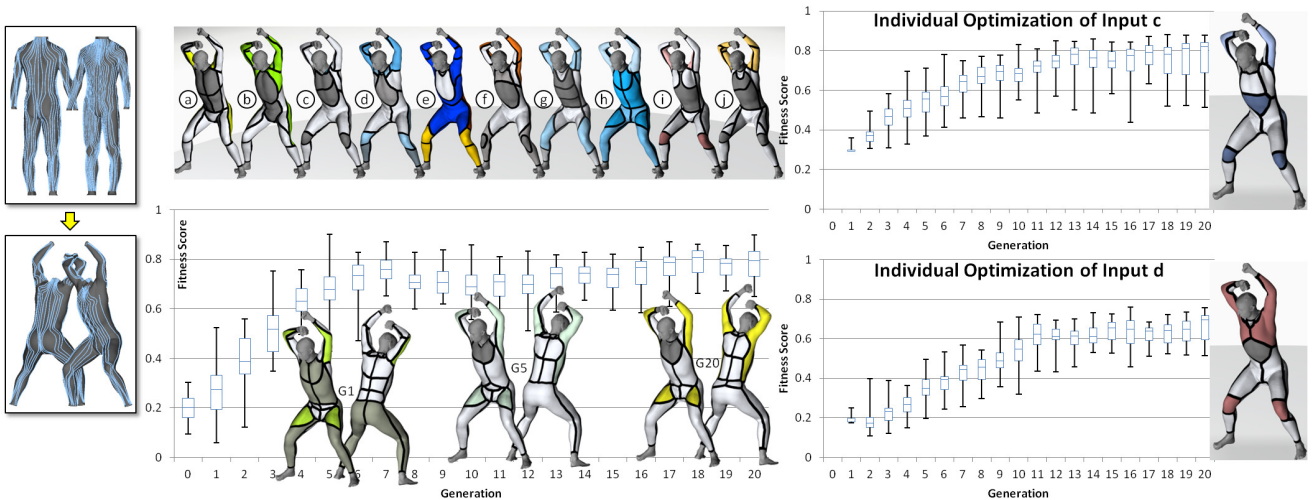 a b c d e f g h i j
1
Fitness Score
0.8
0.6
0.4
0.2
0
G1
G5
G20
0 1 2 3 4 5 6 7 8 9 10 11 12 13 14 15 16 17 18 19 20
Generation
Individual Optimization of Input c
1
0.8
0.6
0.4
0.2
0
Fitness Score
0 1 2 3 4 5 6 7 8 9 10 11 12 13 14 15 16 17 18 19 20
Generation
Individual Optimization of Input d
1
0.8
0.6
0.4
0.2
0
Fitness Score
0 1 2 3 4 5 6 7 8 9 10 11 12 13 14 15 16 17 18 19 20
Generation